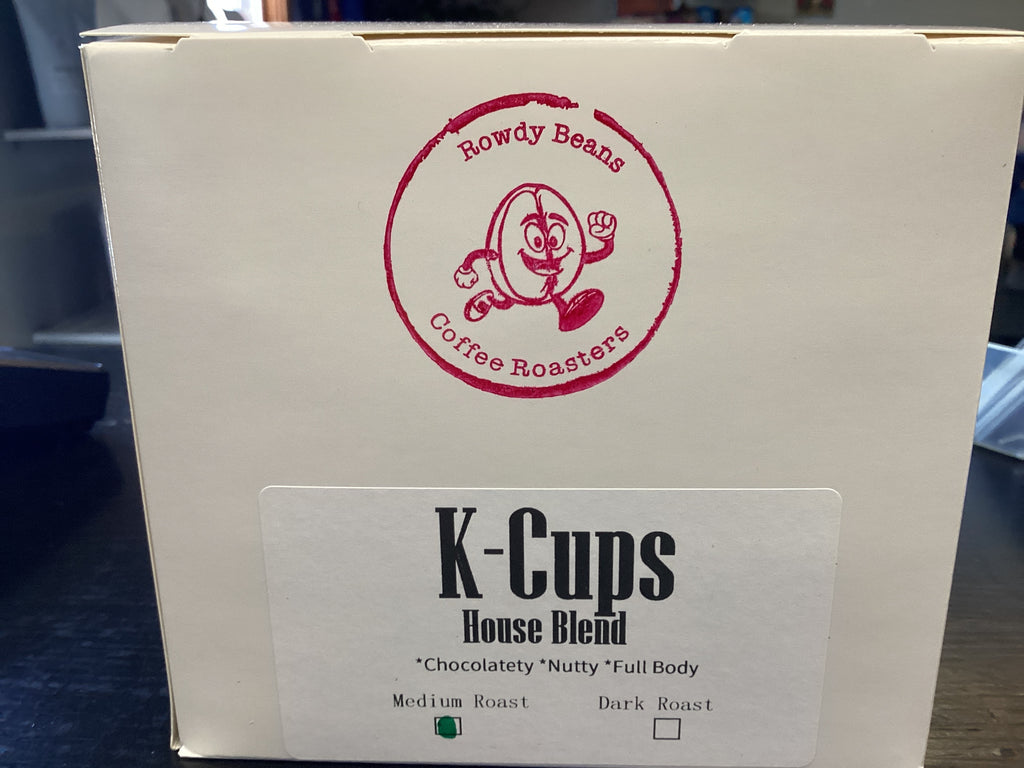 Rowdy Beans
Coffee Roasters
K-Cups
House Blend
*Chocolatety *Nutty *Full Body
Medium Roast Dark Roast